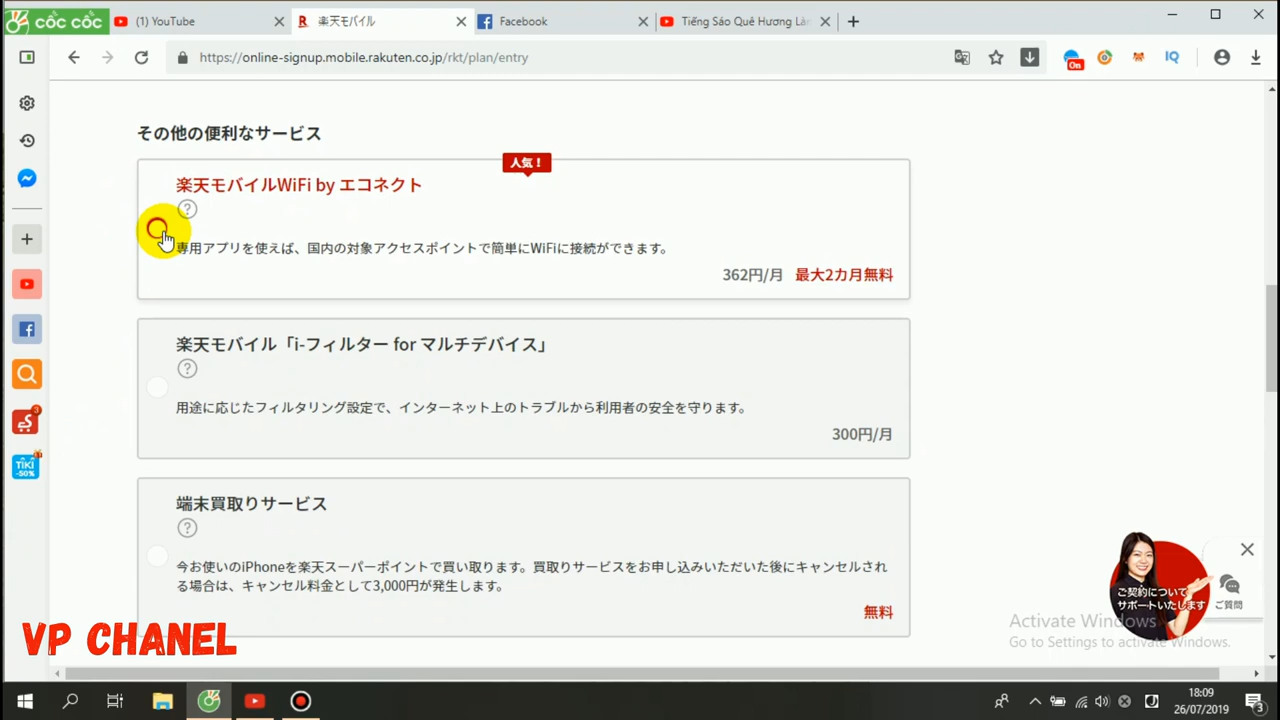 cốc cốc
(1) YouTube
楽天モバイル
Facebook
Tiếng Sáo Quê Hương Làn
https://online-signup.mobile.rakuten.co.jp/rkt/plan/entry
On
IQ
その他の便利なサービス
人気！
楽天モバイルWiFi by エコネクト
?
専用アプリを使えば、国内の対象アクセスポイントで簡単にWiFiに接続ができます。
362円/月 最大2カ月無料
楽天モバイル「i-フィルター for マルチデバイス」
?
用途に応じたフィルタリング設定で、インターネット上のトラブルから利用者の安全を守ります。
300円/月
端末買取りサービス
?
今お使いのiPhoneを楽天スーパーポイントで買い取ります。買取りサービスをお申し込みいただいた後にキャンセルされ
る場合は、キャンセル料金として3,000円が発生します。
無料
3
TIKI
-50%
ご契約について
サポートいたします
ご質問
VP CHANEL
Activate Windows
Go to Settings to activate Windows.
18:09
26/07/2019
3